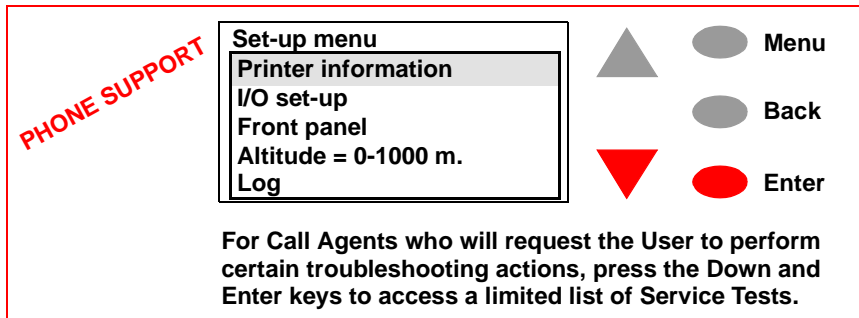 PHONE SUPPORT
Set-up menu
Printer information
I/O set-up
Front panel
Altitude = 0-1000 m.
Log
Menu
Back
Enter
For Call Agents who will request the User to perform
certain troubleshooting actions, press the Down and
Enter keys to access a limited list of Service Tests.